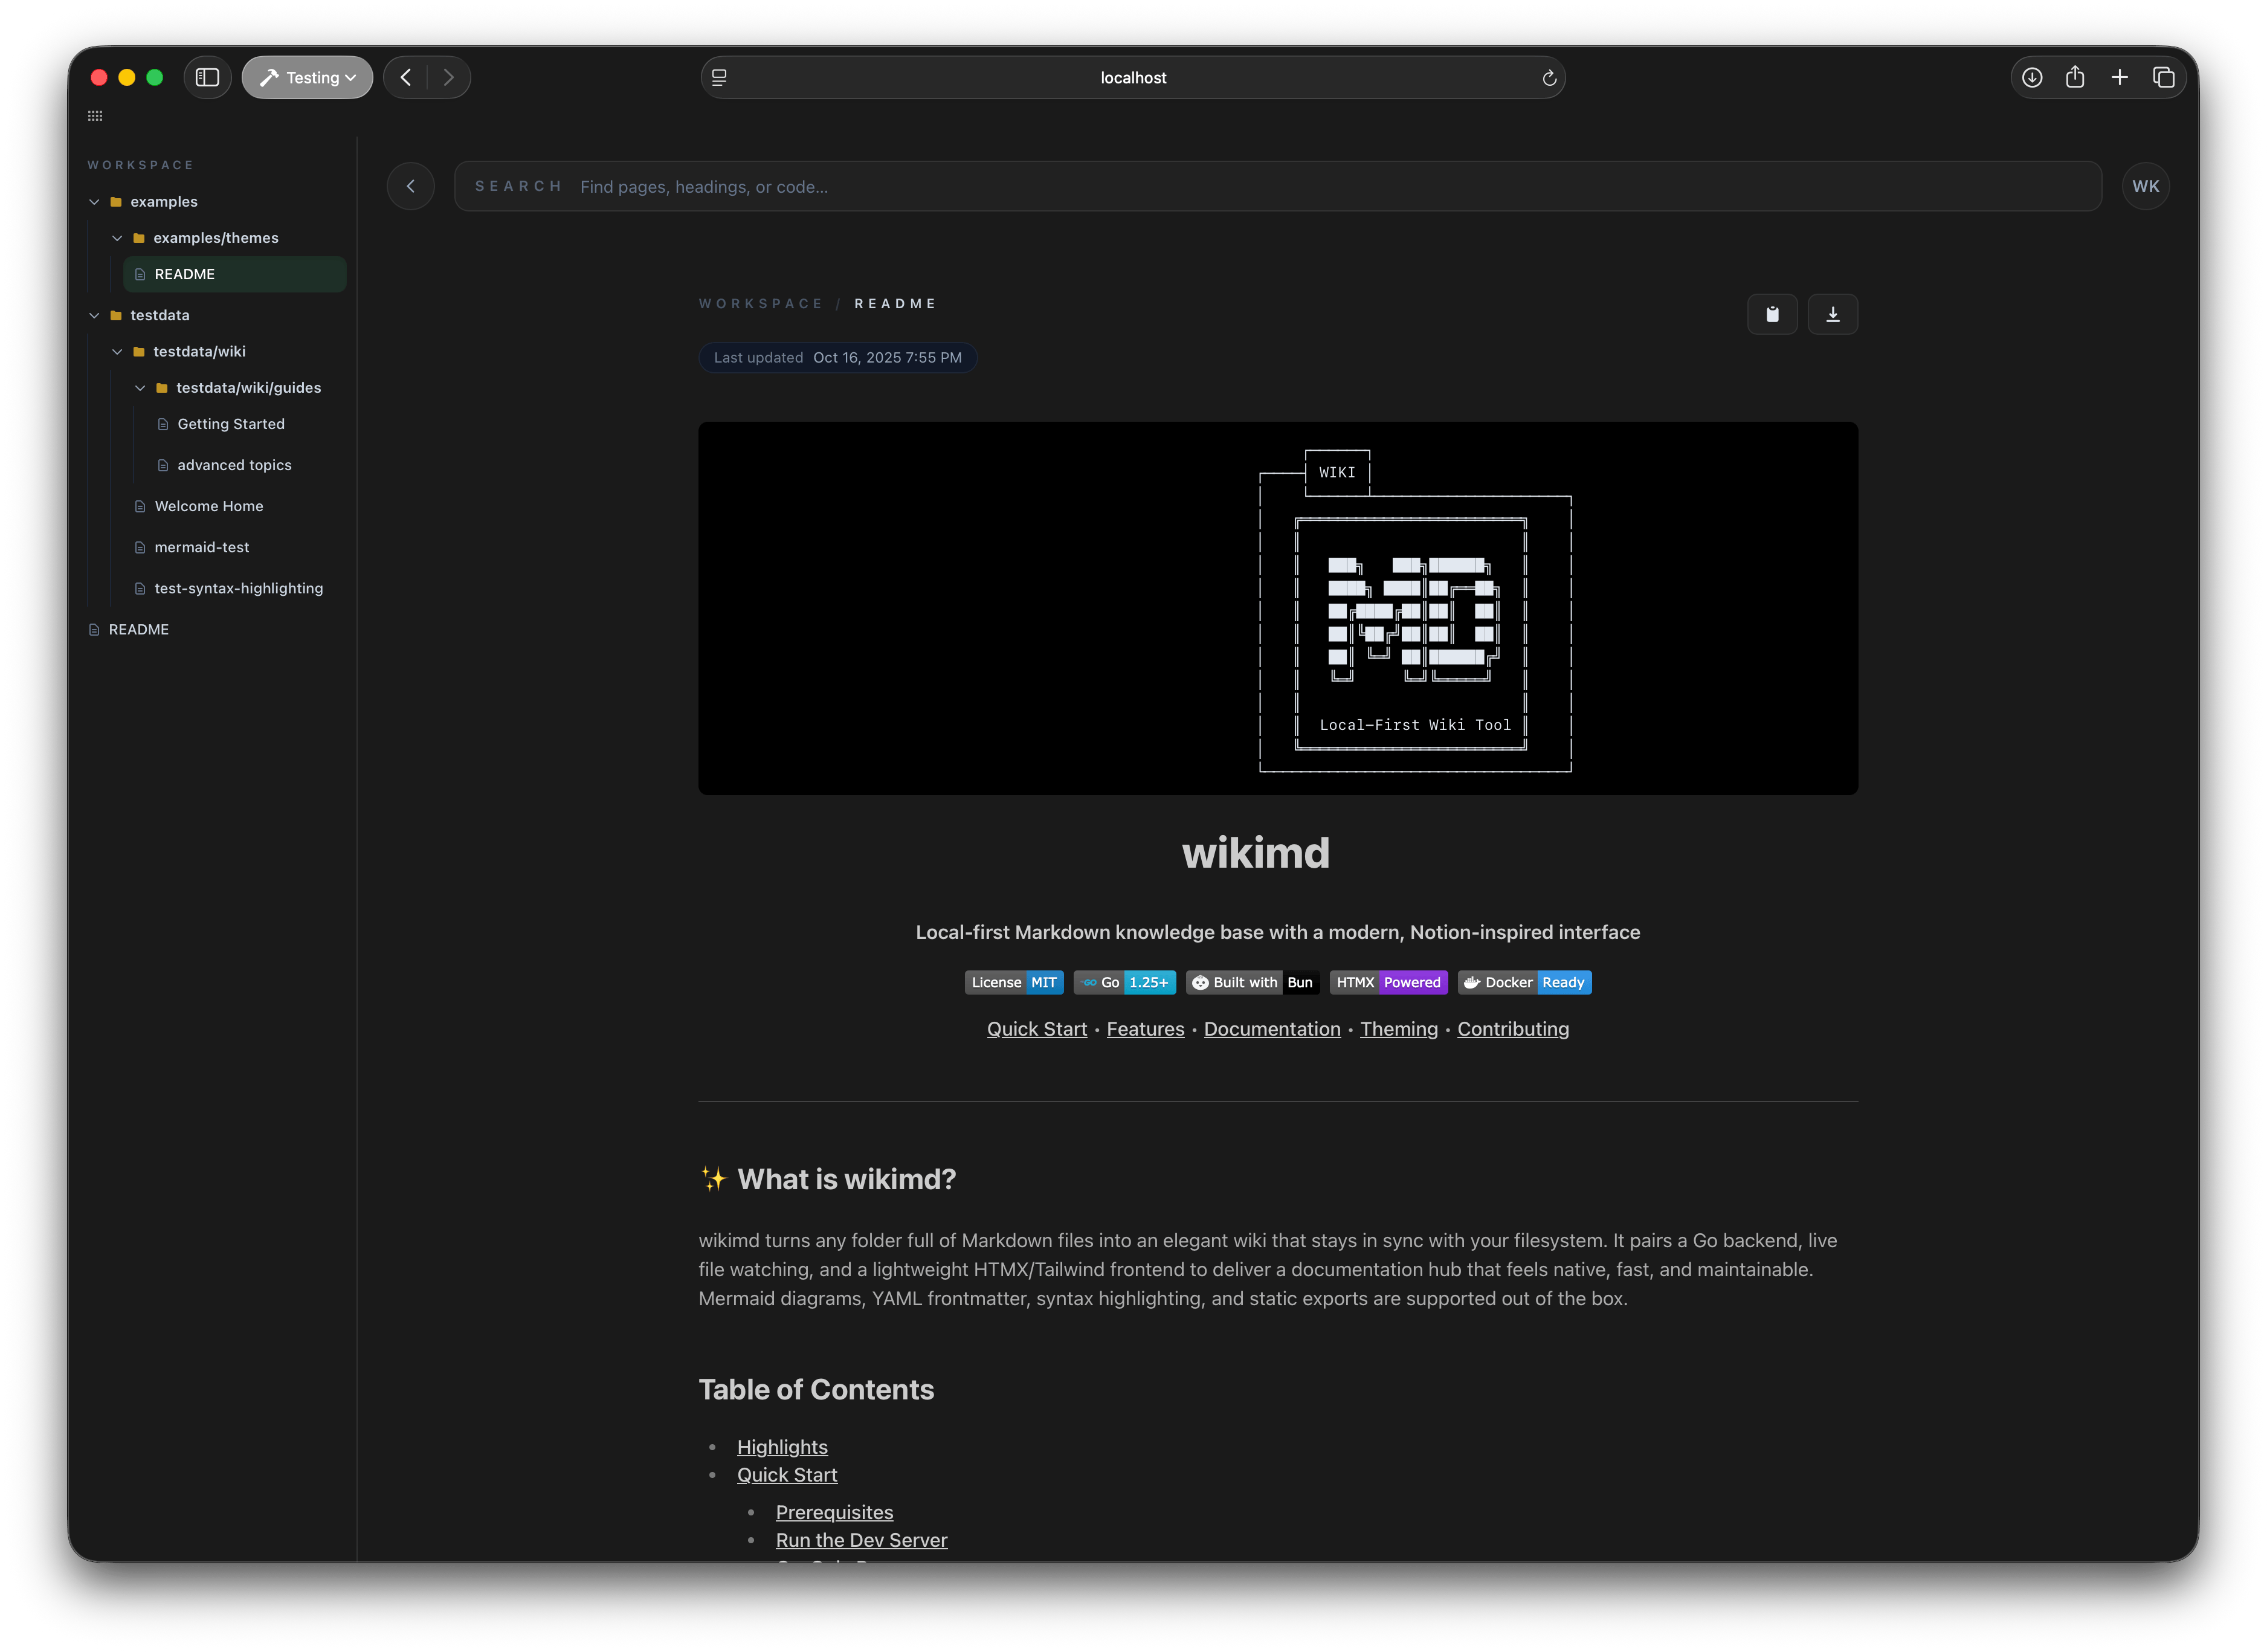 Testing
localhost
WORKSPACE
examples
examples/themes
README
testdata
testdata/wiki
testdata/wiki/guides
Getting Started
advanced topics
Welcome Home
mermaid-test
test-syntax-highlighting
README
SEARCH Find pages, headings, or code...
WK
WORKSPACE / README
Last updated Oct 16, 2025 7:55 PM
WIKI
MD
Local-First Wiki Tool
wikimd
Local-first Markdown knowledge base with a modern, Notion-inspired interface
License MIT Go 1.25+ Built with Bun HTMX Powered Docker Ready
Quick Start • Features • Documentation • Theming • Contributing
✨ What is wikimd?
wikimd turns any folder full of Markdown files into an elegant wiki that stays in sync with your filesystem. It pairs a Go backend, live
file watching, and a lightweight HTMX/Tailwind frontend to deliver a documentation hub that feels native, fast, and maintainable.
Mermaid diagrams, YAML frontmatter, syntax highlighting, and static exports are supported out of the box.
Table of Contents
• Highlights
• Quick Start
• Prerequisites
• Run the Dev Server